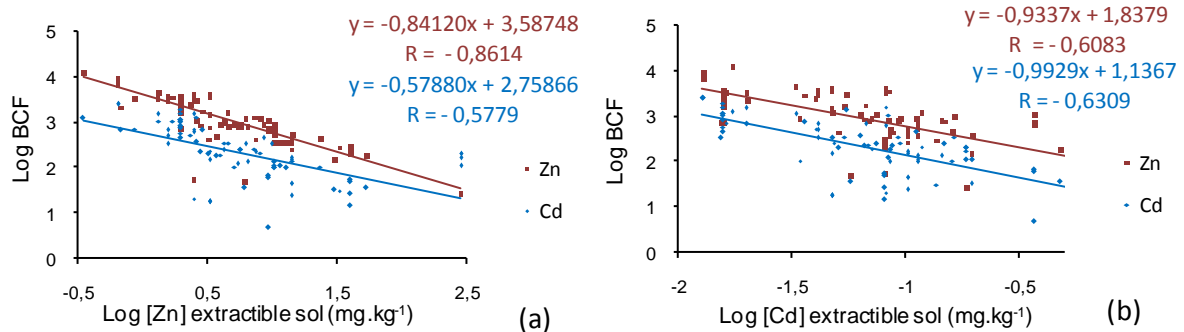 y = -0,84120x + 3,58748
R = - 0,8614
y = -0,57880x + 2,75866
R = - 0,5779
5
4
3
2
1
0
Log BCF
-0,5
0,5
1,5
2,5
Log [Zn] extractible sol (mg.kg-1)
Zn
Cd
(a)
y = -0.9337x + 1,8379
R = - 0,6083
y = -0,9929x + 1,1367
R = - 0,6309
5
4
3
2
1
0
Log BCF
-2
-1,5
-1
-0,5
Log [Cd] extractible sol (mg.kg-1)
Zn
Cd
(b)